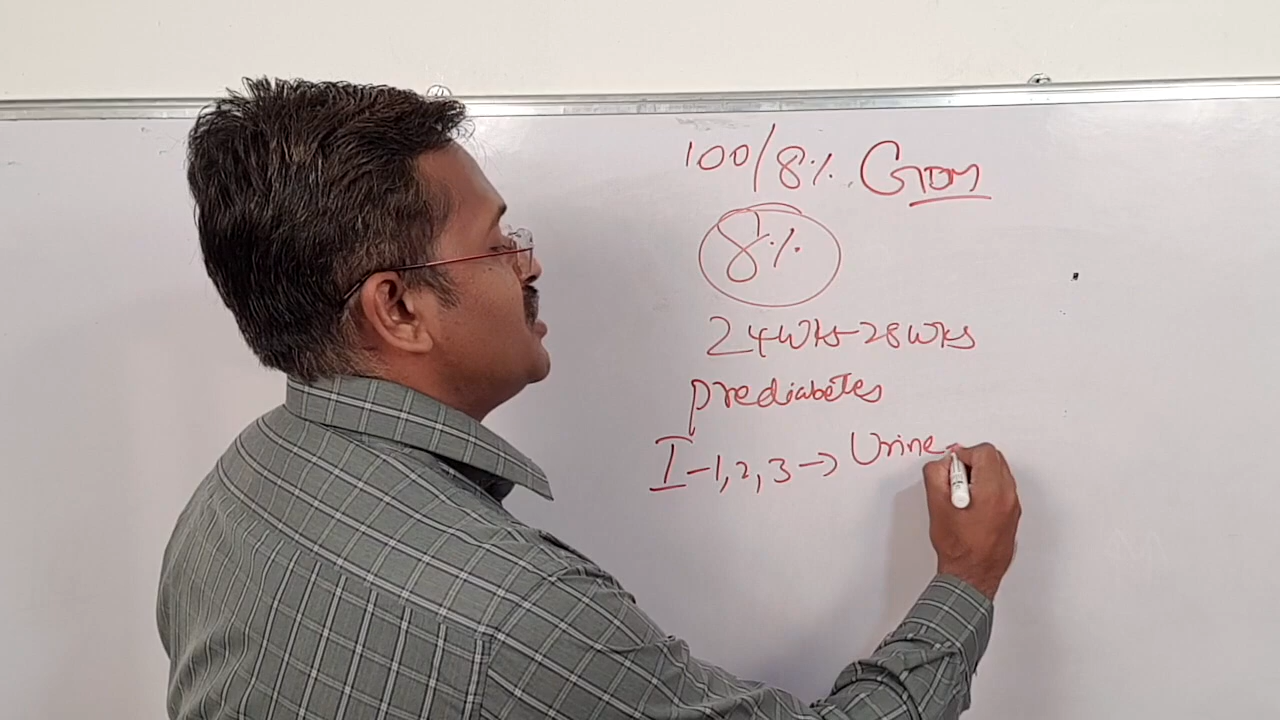 100/8% GDM
8%
24wks-28wks
prediabetes
I-1,2,3→Urine